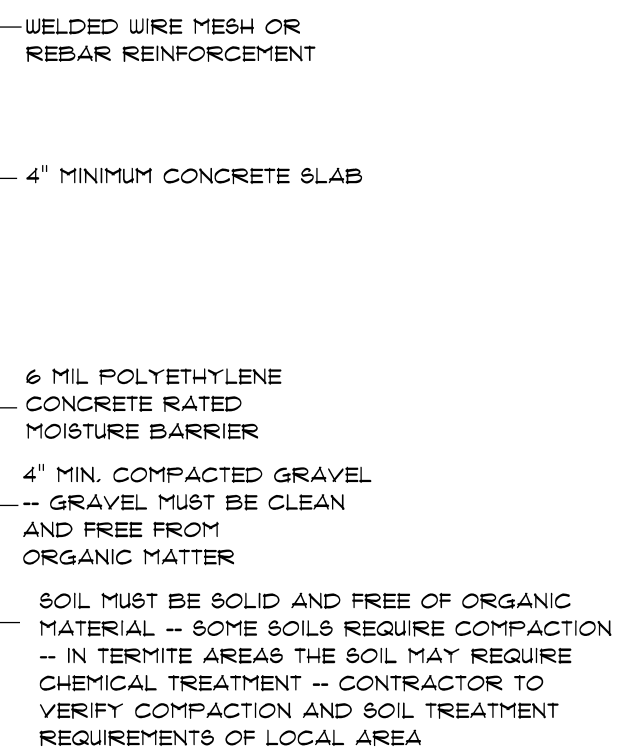 WELDED WIRE MESH OR
REBAR REINFORCEMENT
4" MINIMUM CONCRETE SLAB
6 MIL POLYETHYLENE
CONCRETE RATED
MOISTURE BARRIER
4" MIN. COMPACTED GRAVEL
-- GRAVEL MUST BE CLEAN
AND FREE FROM
ORGANIC MATTER
SOIL MUST BE SOLID AND FREE OF ORGANIC
MATERIAL -- SOME SOILS REQUIRE COMPACTION
-- IN TERMITE AREAS THE SOIL MAY REQUIRE
CHEMICAL TREATMENT -- CONTRACTOR TO
VERIFY COMPACTION AND SOIL TREATMENT
REQUIREMENTS OF LOCAL AREA